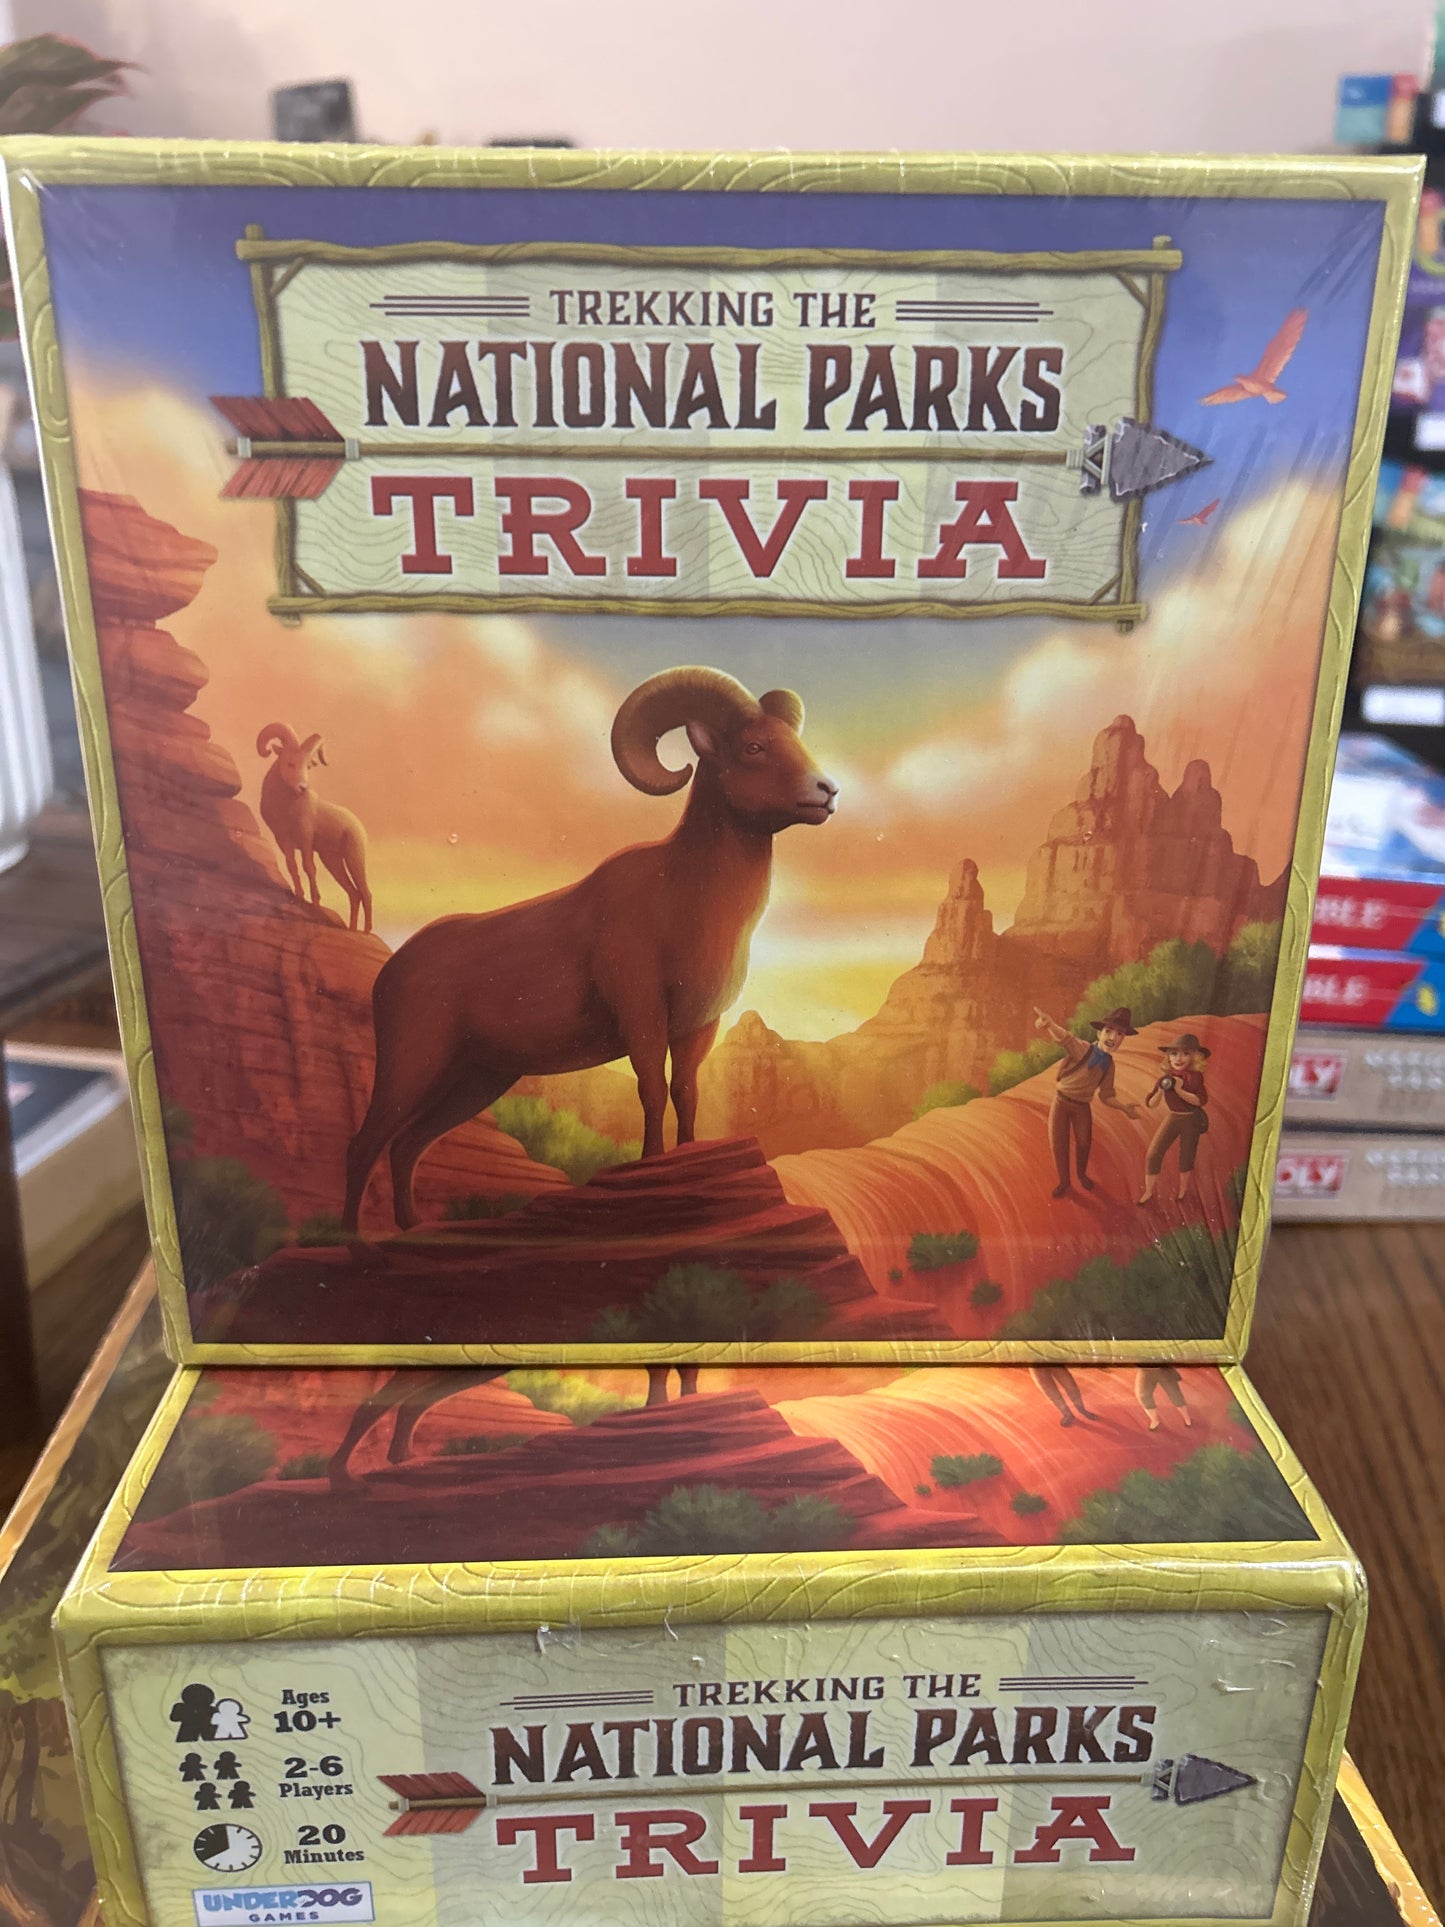 TREKKING THE
NATIONAL PARKS
TRIVIA
Ages
10+
2-6
Players
20
Minutes
UNDERDOG
GAMES
TREKKING THE
NATIONAL PARKS
TRIVIA